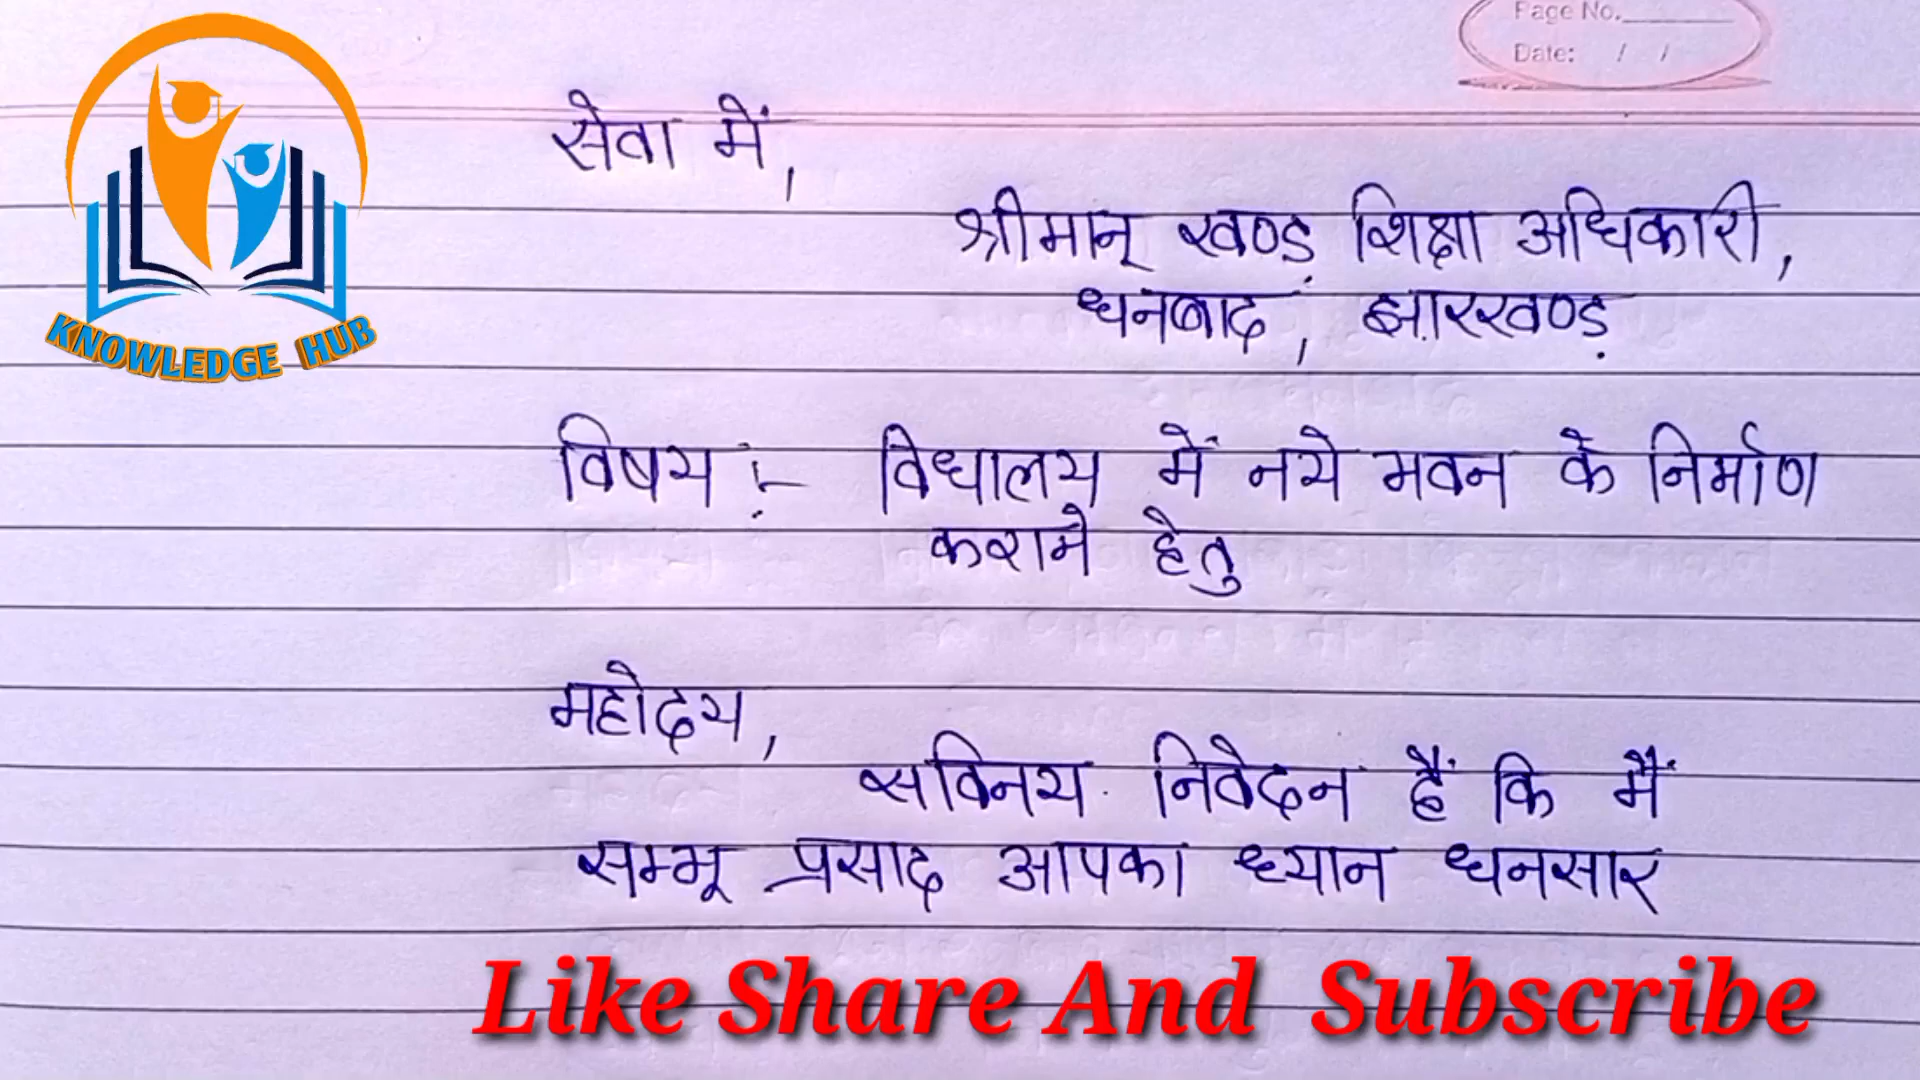 Page No.
Date: / /
सेवा में,
श्रीमान् खण्ड़ शिक्षा अधिकारी,
धनबाद, झारखण्ड़
विषय :- विधालय में नये भवन के निर्माण
कराने हेतु
महोदय,
सविनय निवेदन हैं कि मैं
सम्भू प्रसाद आपका ध्यान धनसार
KNOWLEDGE HUB
Like Share And Subscribe